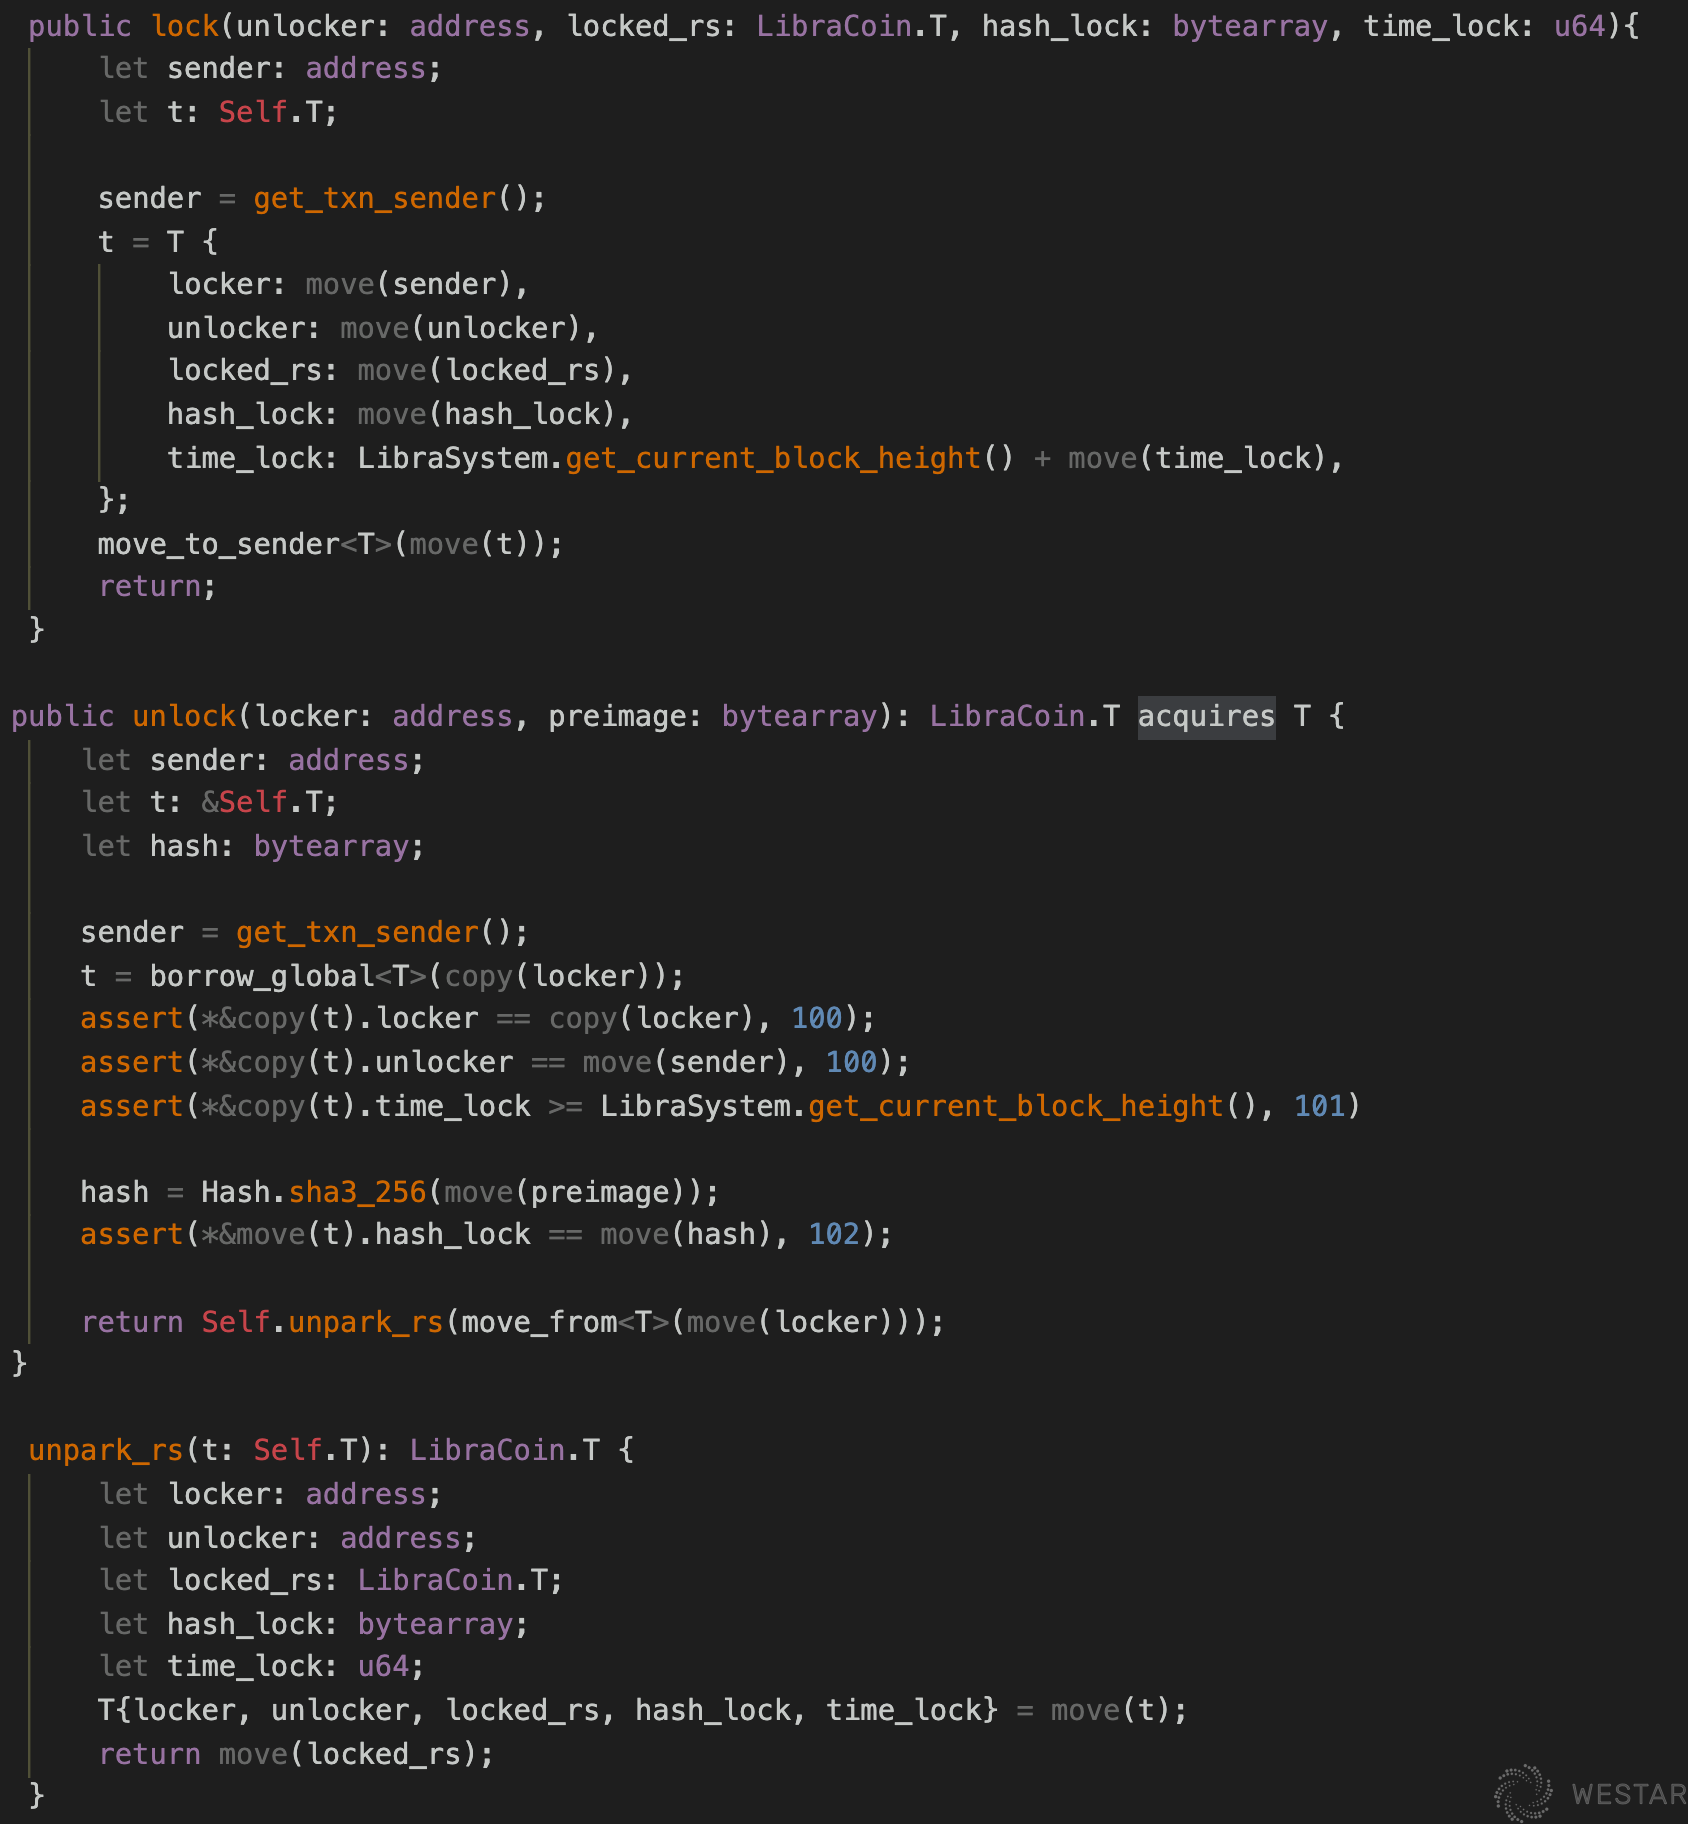 public lock(unlocker: address, locked_rs: LibraCoin.T, hash_lock: bytearray, time_lock: u64){
let sender: address;
let t: Self.T;
sender = get_txn_sender();
t = T {
locker: move(sender),
unlocker: move(unlocker),
locked_rs: move(locked_rs),
hash_lock: move(hash_lock),
time_lock: LibraSystem.get_current_block_height() + move(time_lock),
};
move_to_sender<T>(move(t));
return;
}
public unlock(locker: address, preimage: bytearray): LibraCoin.T acquires T {
let sender: address;
let t: &Self.T;
let hash: bytearray;
sender = get_txn_sender();
t = borrow_global<T>(copy(locker));
assert(*&copy(t).locker == copy(locker), 100);
assert(*&copy(t).unlocker == move(sender), 100);
assert(*&copy(t).time_lock >= LibraSystem.get_current_block_height(), 101)
hash = Hash.sha3_256(move(preimage));
assert(*&move(t).hash_lock == move(hash), 102);
return Self.unpark_rs(move_from<T>(move(locker)));
}
unpark_rs(t: Self.T): LibraCoin.T {
let locker: address;
let unlocker: address;
let locked_rs: LibraCoin.T;
let hash_lock: bytearray;
let time_lock: u64;
T{locker, unlocker, locked_rs, hash_lock, time_lock} = move(t);
return move(locked_rs);
}
WESTAR